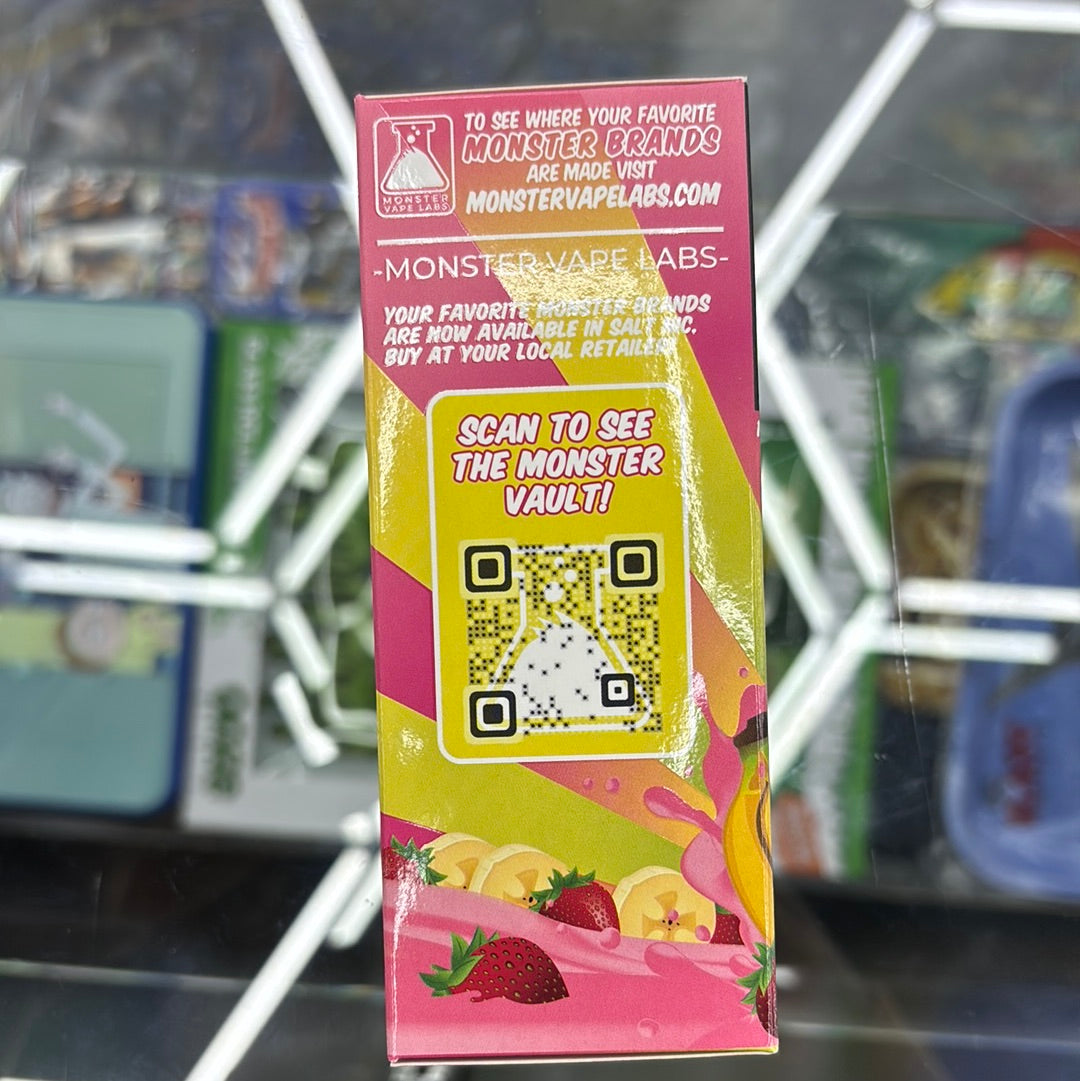 TO SEE WHERE YOUR FAVORITE
MONSTER BRANDS
ARE MADE VISIT
MONSTERVAPELABS.COM
MONSTER
VAPE LABS
-MONSTER VAPE LABS-
YOUR FAVORITE MONSTER BRANDS
ARE NOW AVAILABLE IN SALT NIC.
BUY AT YOUR LOCAL RETAILER
SCAN TO SEE
THE MONSTER
VAULT!